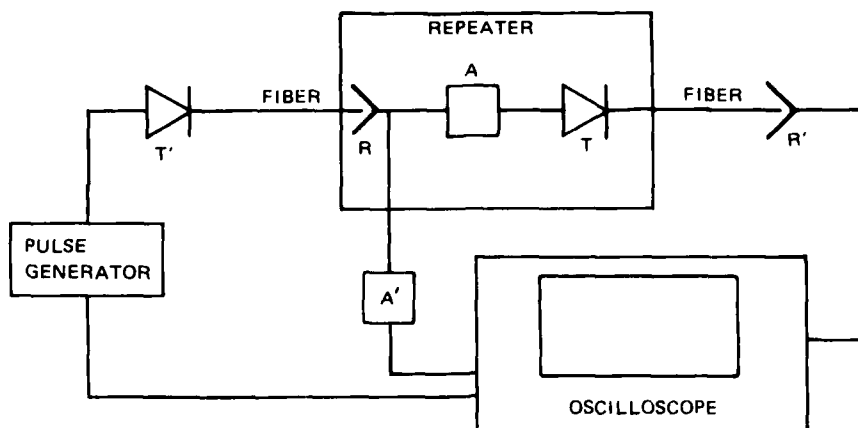 REPEATER
A
FIBER
FIBER
T'
R
T
R'
PULSE
GENERATOR
A'
OSCILLOSCOPE